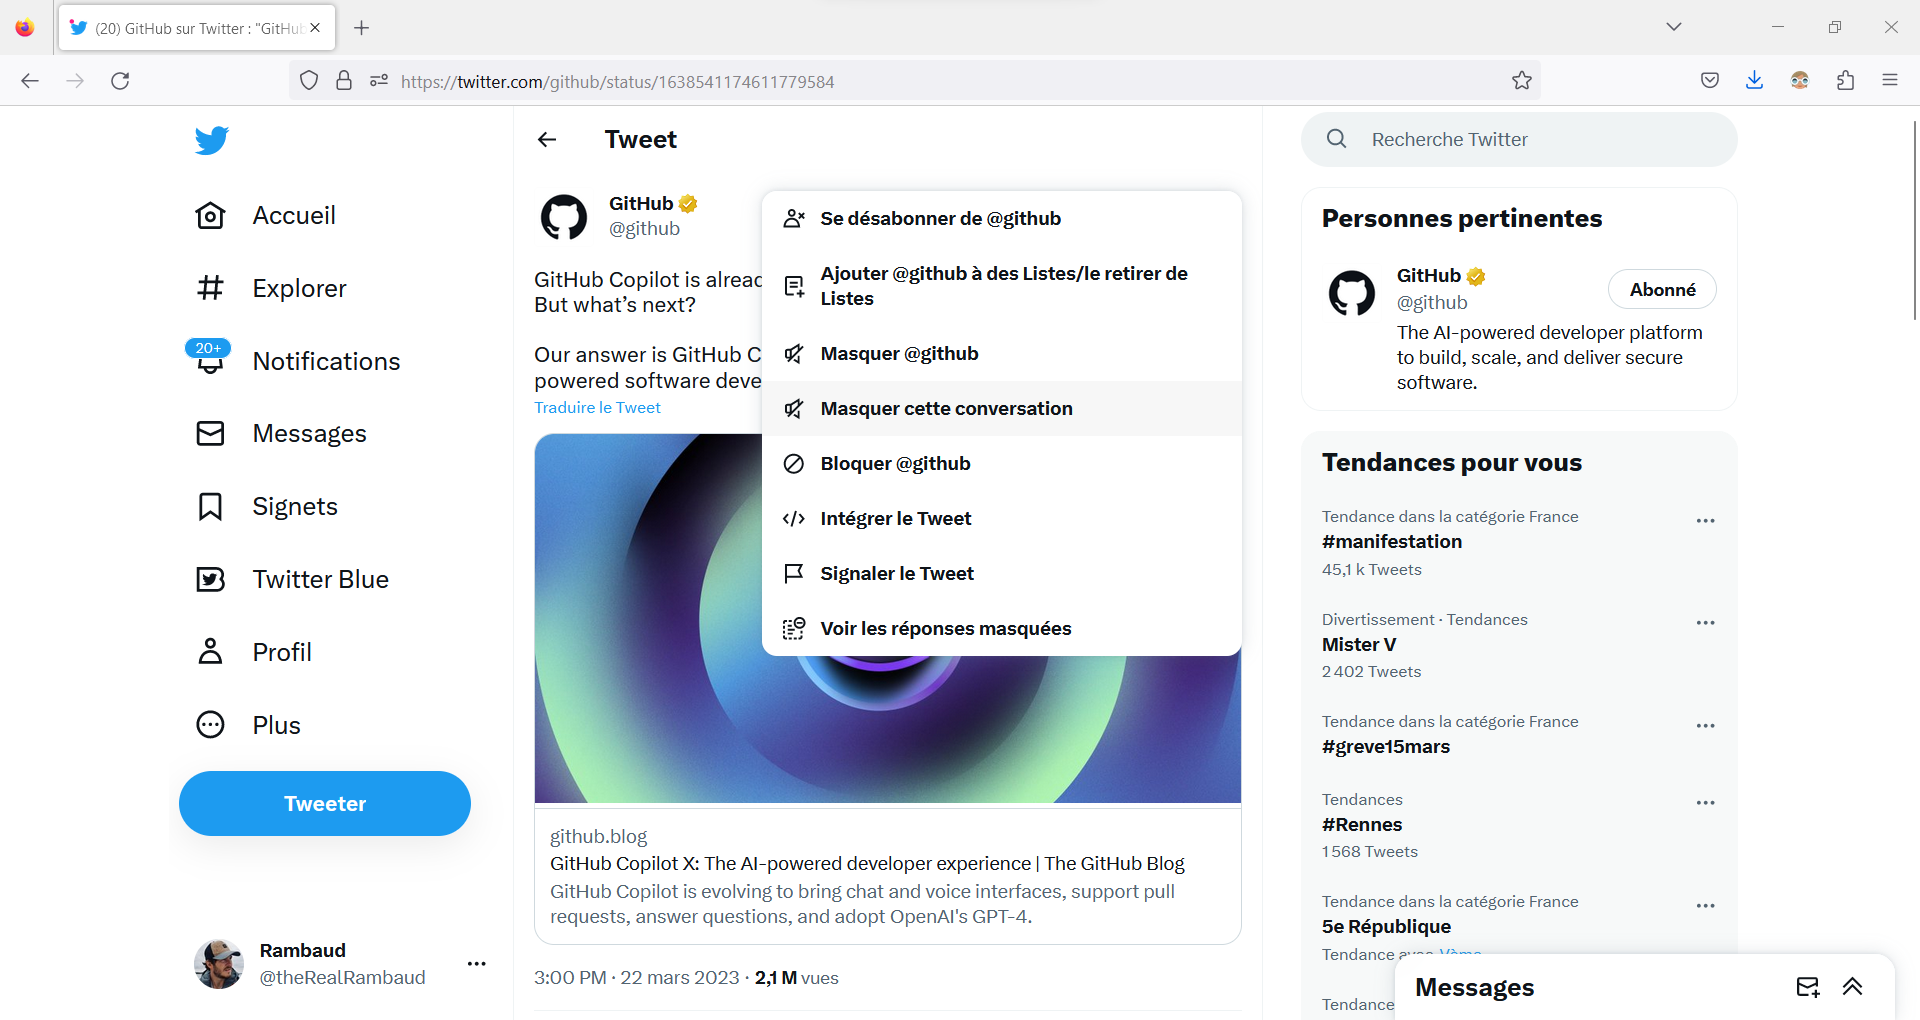 (20) GitHub sur Twitter : "GitHub
https://twitter.com/github/status/1638541174611779584
Accueil
Explorer
20+
Notifications
Messages
Signets
Twitter Blue
Profil
Plus
Tweeter
Rambaud
@theRealRambaud
Tweet
GitHub
@github
GitHub Copilot is alread
But what’s next?
Our answer is GitHub C
powered software deve
Traduire le Tweet
Se désabonner de @github
Ajouter @github à des Listes/le retirer de
Listes
Masquer @github
Masquer cette conversation
Bloquer @github
Intégrer le Tweet
Signaler le Tweet
Voir les réponses masquées
github.blog
GitHub Copilot X: The AI-powered developer experience | The GitHub Blog
GitHub Copilot is evolving to bring chat and voice interfaces, support pull
requests, answer questions, and adopt OpenAI's GPT-4.
3:00 PM · 22 mars 2023 · 2,1 M vues
Recherche Twitter
Personnes pertinentes
GitHub
@github
Abonné
The AI-powered developer platform
to build, scale, and deliver secure
software.
Tendances pour vous
Tendance dans la catégorie France
#manifestation
45,1 k Tweets
Divertissement · Tendances
Mister V
2 402 Tweets
Tendance dans la catégorie France
#greve15mars
Tendances
#Rennes
1 568 Tweets
Tendance dans la catégorie France
5e République
Tendance avec Vème
Tendance
Messages